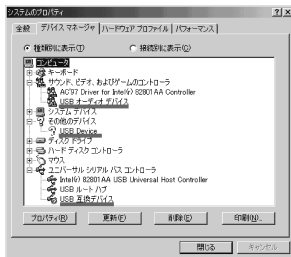 システムのプロパティ
全般 デバイス マネージャ ハードウェア プロファイル パフォーマンス
種類別に表示(T) 接続別に表示(C)
コンピュータ
キーボード
サウンド、ビデオ、およびゲームのコントローラ
AC'97 Driver for Intel(r) 82801AA Controller
USB オーディオ デバイス
システム デバイス
その他のデバイス
USB Device
ディスク ドライブ
ハード ディスク コントローラ
マウス
ユニバーサル シリアル バス コントローラ
Intel(r) 82801AA USB Universal Host Controller
USB ルート ハブ
USB 互換デバイス
プロパティ(R) 更新(F) 削除(E) 印刷(N)...
閉じる キャンセル